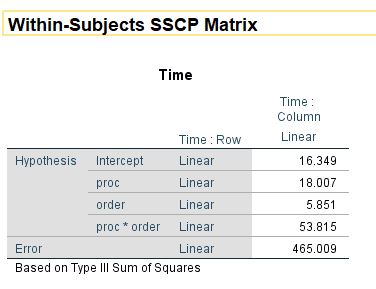 Within-Subjects SSCP Matrix
Time
Time :
Column
Time : Row Linear
Hypothesis Intercept Linear 16.349
proc Linear 18.007
order Linear 5.851
proc * order Linear 53.815
Error Linear 465.009
Based on Type III Sum of Squares